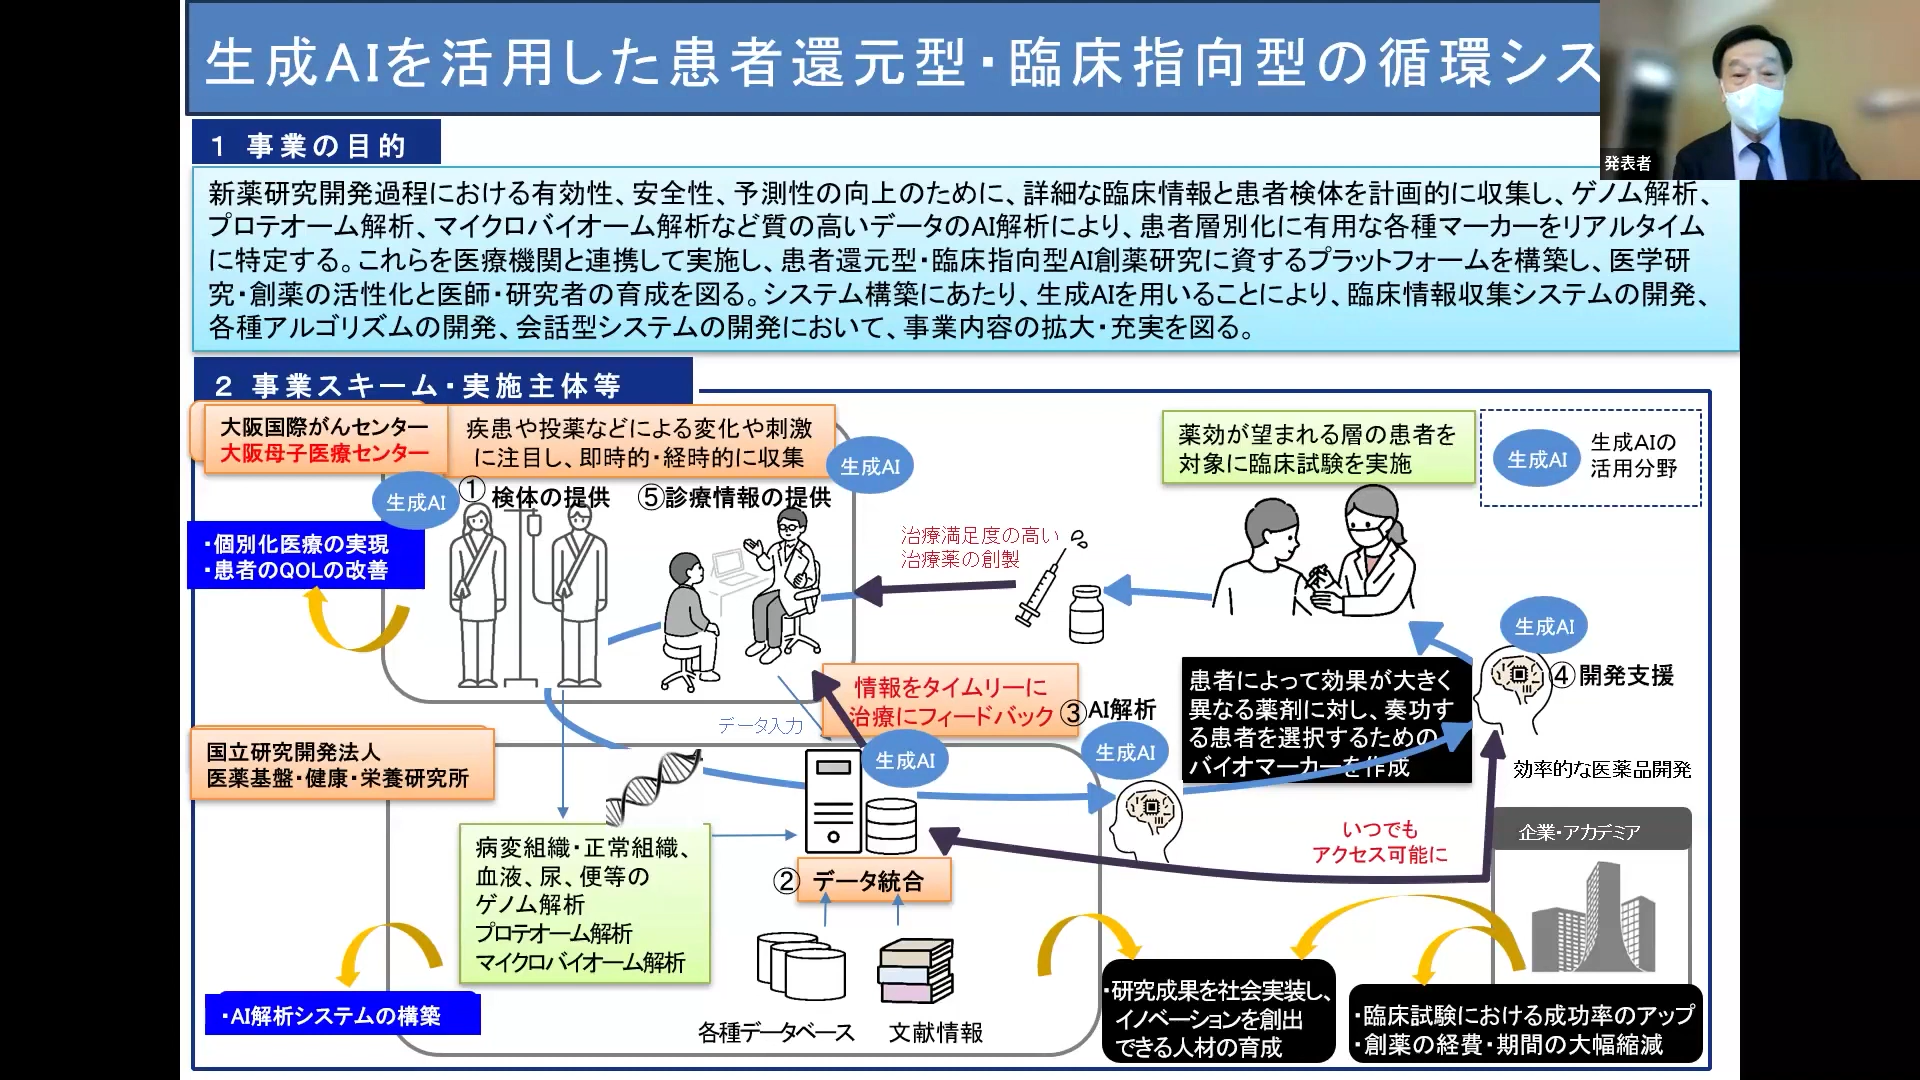 生成AIを活用した患者還元型・臨床指向型の循環シス
発表者
1 事業の目的
新薬研究開発過程における有効性、安全性、予測性の向上のために、詳細な臨床情報と患者検体を計画的に収集し、ゲノム解析、
プロテオーム解析、マイクロバイオーム解析など質の高いデータのAI解析により、患者層別化に有用な各種マーカーをリアルタイム
に特定する。これらを医療機関と連携して実施し、患者還元型・臨床指向型AI創薬研究に資するプラットフォームを構築し、医学研
究・創薬の活性化と医師・研究者の育成を図る。システム構築にあたり、生成AIを用いることにより、臨床情報収集システムの開発、
各種アルゴリズムの開発、会話型システムの開発において、事業内容の拡大・充実を図る。
2 事業スキーム・実施主体等
大阪国際がんセンター
大阪母子医療センター
疾患や投薬などによる変化や刺激
に注目し、即時的・経時的に収集
生成AI
薬効が望まれる層の患者を
対象に臨床試験を実施
生成AI
生成AIの
活用分野
生成AI
①検体の提供
⑤診療情報の提供
・個別化医療の実現
・患者のQOLの改善
治療満足度の高い
治療薬の創製
生成AI
④開発支援
情報をタイムリーに
治療にフィードバック
③AI解析
患者によって効果が大きく
異なる薬剤に対し、奏功す
る患者を選択するための
バイオマーカーを作成
データ入力
国立研究開発法人
医薬基盤・健康・栄養研究所
生成AI
生成AI
効率的な医薬品開発
いつでも
アクセス可能に
企業・アカデミア
病変組織・正常組織、
血液、尿、便等の
ゲノム解析
プロテオーム解析
マイクロバイオーム解析
②データ統合
・AI解析システムの構築
各種データベース
文献情報
・研究成果を社会実装し、
イノベーションを創出
できる人材の育成
・臨床試験における成功率のアップ
・創薬の経費・期間の大幅縮減